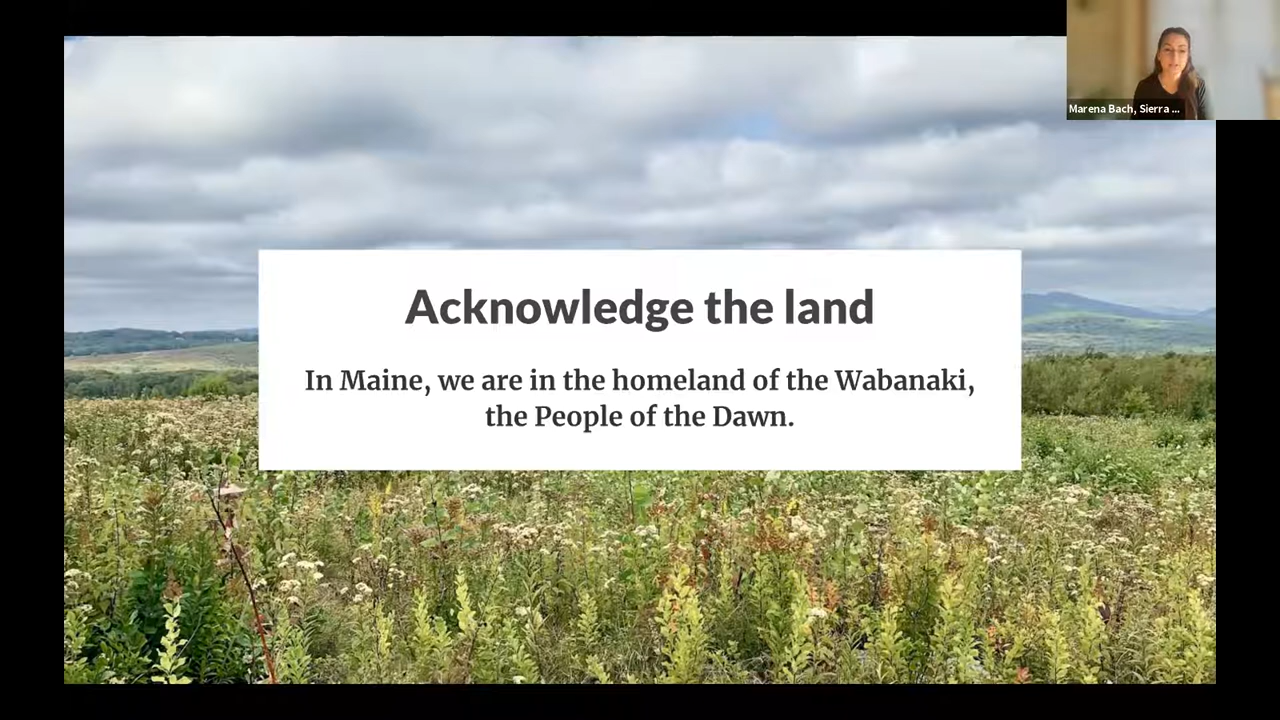 Marena Bach, Sierra ...
Acknowledge the land
In Maine, we are in the homeland of the Wabanaki,
the People of the Dawn.